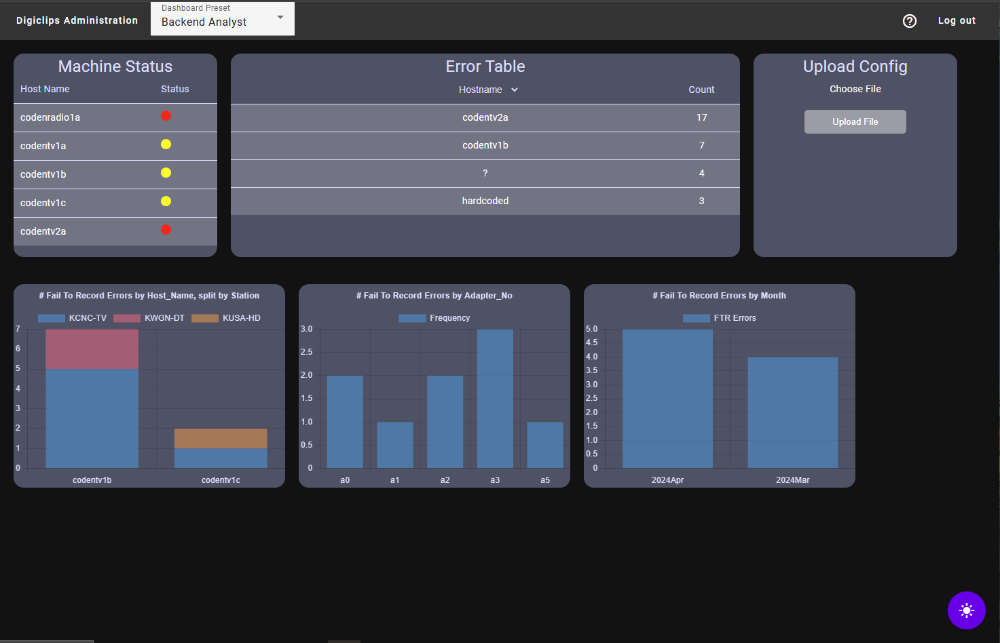 Digiclips Administration
Dashboard Preset
Backend Analyst
Log out
Machine Status
Host Name Status
codenradio1a
codentv1a
codentv1b
codentv1c
codentv2a
Error Table
Hostname Count
codentv2a 17
codentv1b 7
? 4
hardcoded 3
Upload Config
Choose File
Upload File
# Fail To Record Errors by Host_Name, split by Station
KCNC-TV KWGN-DT KUSA-HD
7
6
5
4
3
2
1
0
codentv1b codentv1c
# Fail To Record Errors by Adapter_No
Frequency
3.0
2.5
2.0
1.5
1.0
0.5
0
a0 a1 a2 a3 a5
# Fail To Record Errors by Month
FTR Errors
5.0
4.5
4.0
3.5
3.0
2.5
2.0
1.5
1.0
0.5
0
2024Apr 2024Mar